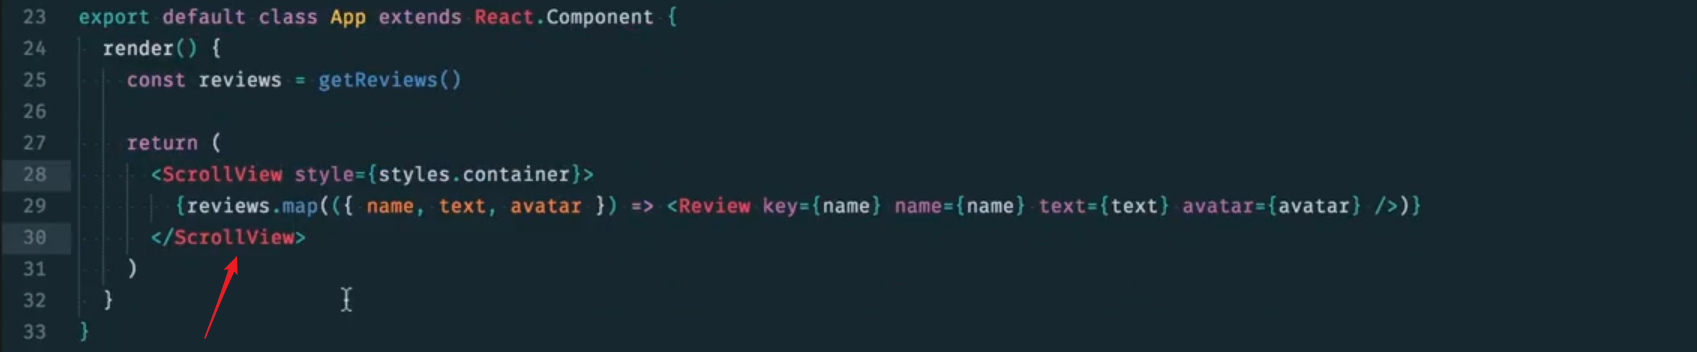 23 export default class App extends React.Component {
24 render() {
25 const reviews = getReviews()
26
27 return (
28 <ScrollView style={styles.container}>
29 {reviews.map(({ name, text, avatar }) => <Review key={name} name={name} text={text} avatar={avatar} />)}
30 </ScrollView>
31 )
32 }
33 }